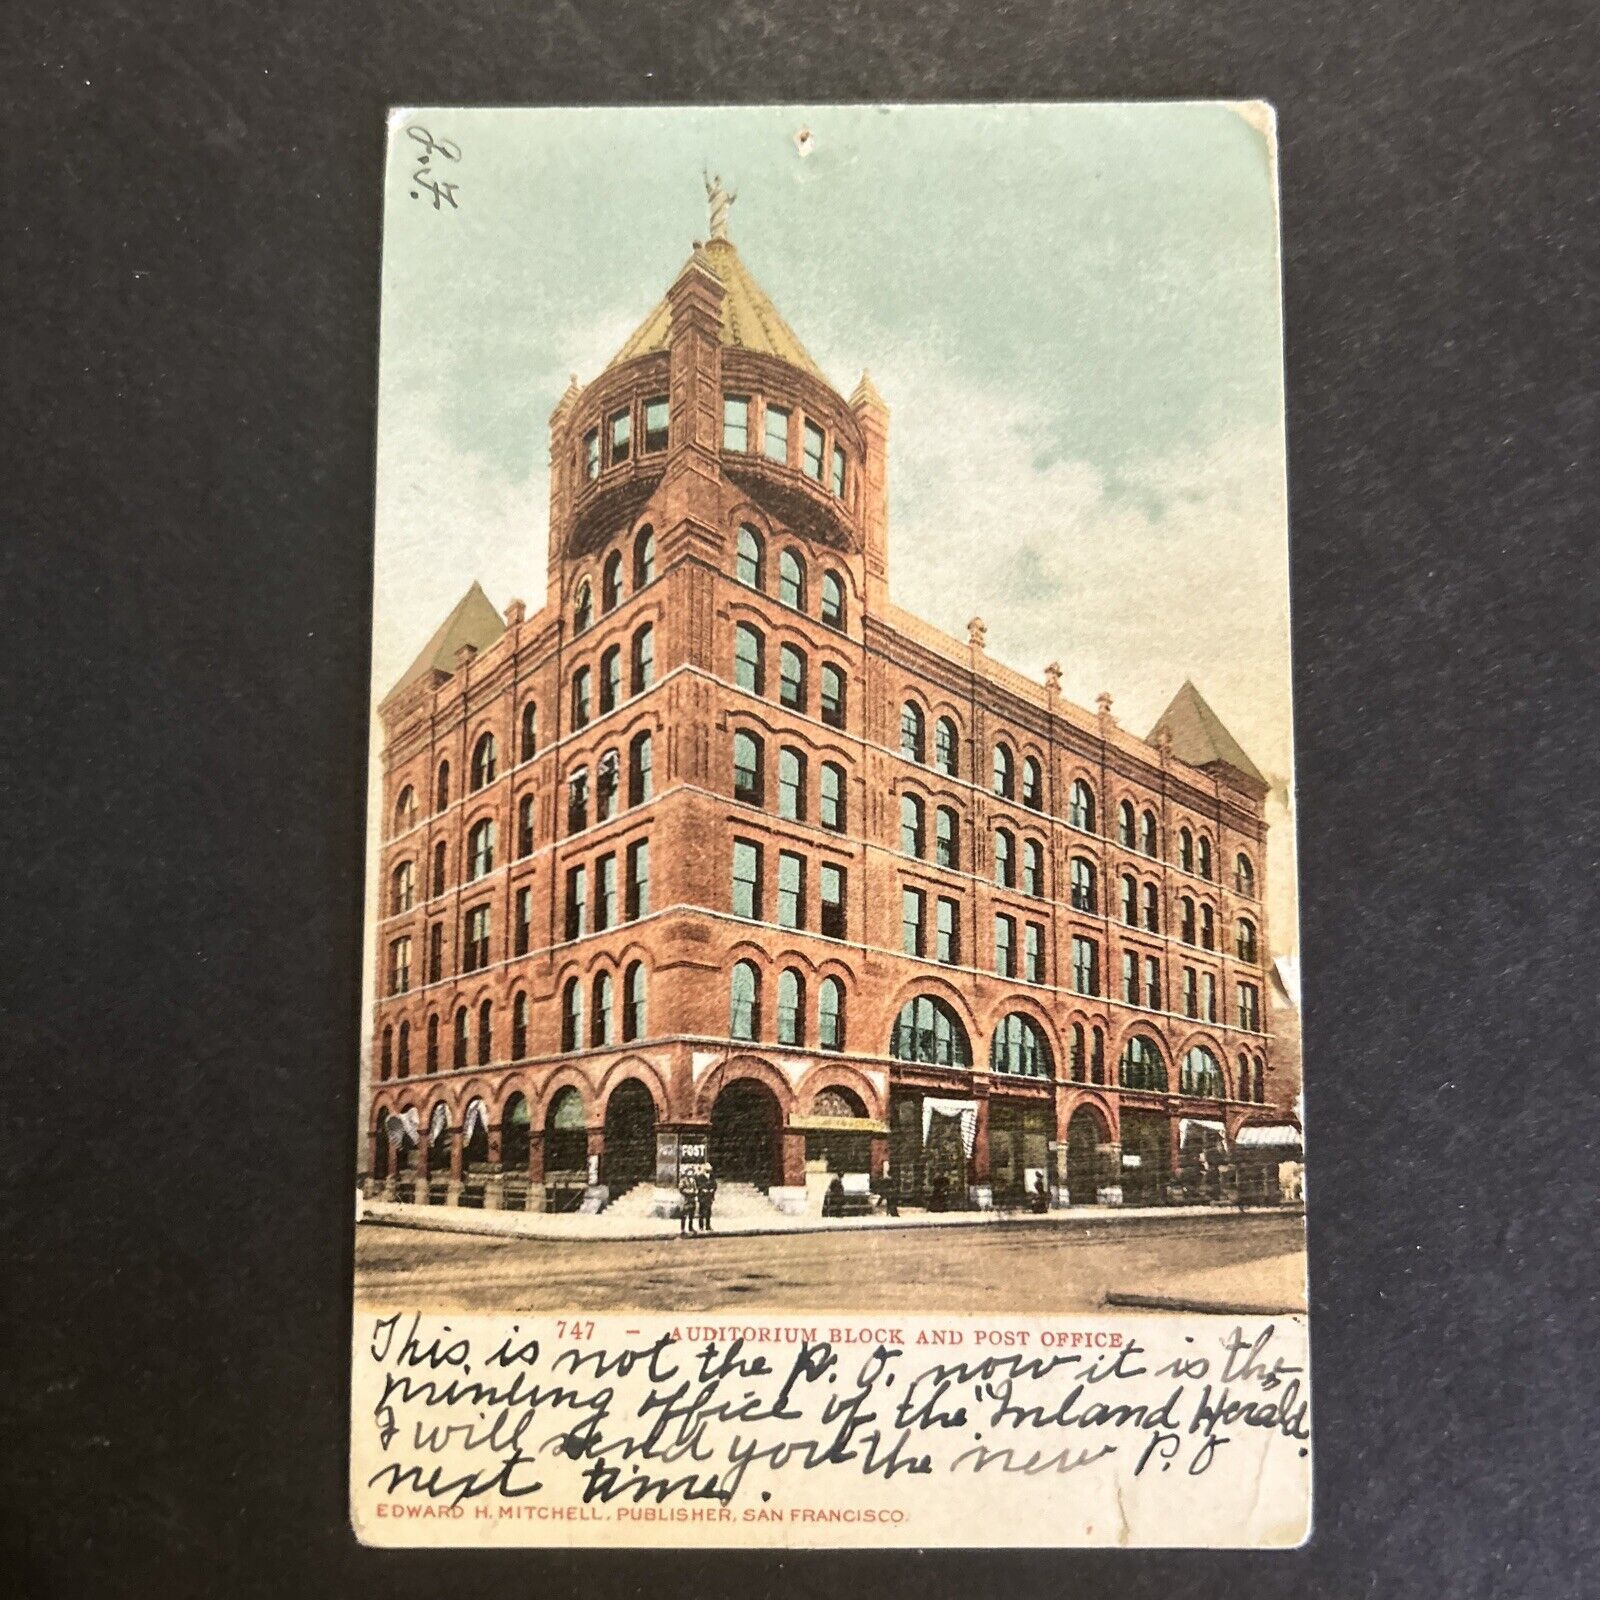 J.F.
POST
747 - AUDITORIUM BLOCK AND POST OFFICE
This is not the P.O. now it is the
printing office of the "Inland Herald.
I will send you the new P.O
next time.
EDWARD H. MITCHELL, PUBLISHER, SAN FRANCISCO.